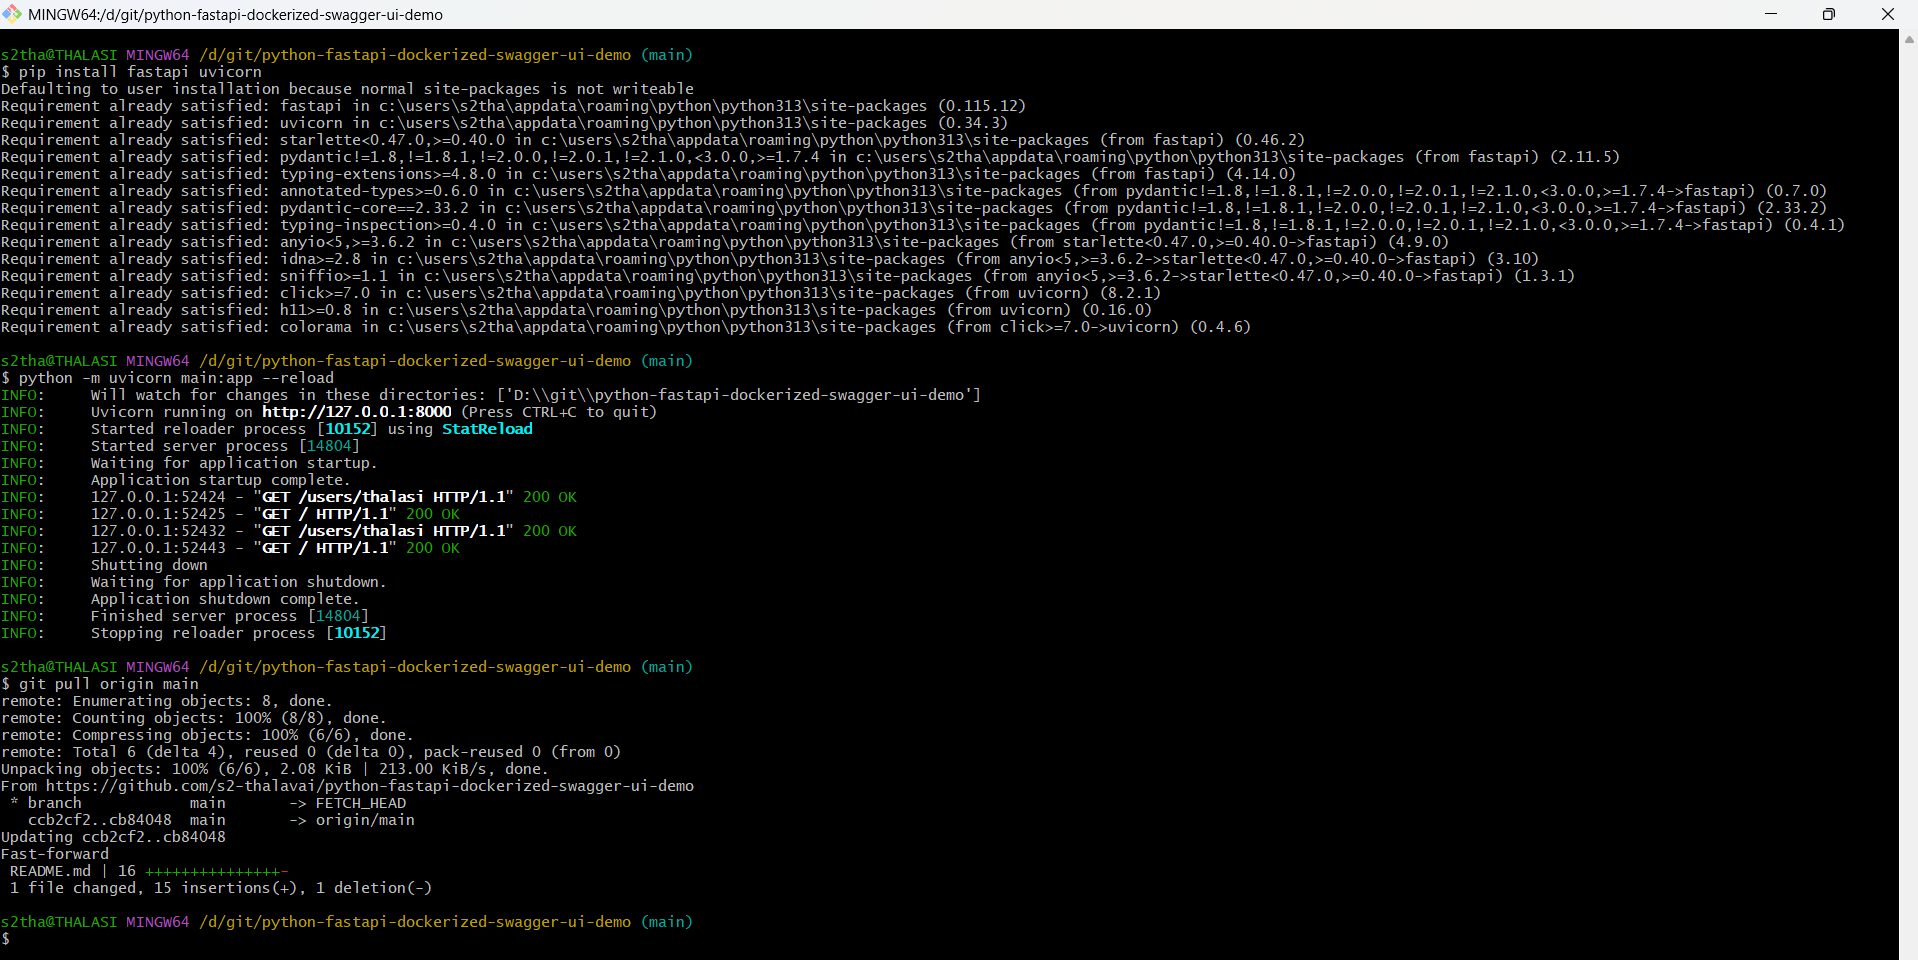 MINGW64:/d/git/python-fastapi-dockerized-swagger-ui-demo
s2tha@THALASI MINGW64 /d/git/python-fastapi-dockerized-swagger-ui-demo (main)
$ pip install fastapi uvicorn
Defaulting to user installation because normal site-packages is not writeable
Requirement already satisfied: fastapi in c:\users\s2tha\appdata\roaming\python\python313\site-packages (0.115.12)
Requirement already satisfied: uvicorn in c:\users\s2tha\appdata\roaming\python\python313\site-packages (0.34.3)
Requirement already satisfied: starlette<0.47.0,>=0.40.0 in c:\users\s2tha\appdata\roaming\python\python313\site-packages (from fastapi) (0.46.2)
Requirement already satisfied: pydantic!=1.8,!=1.8.1,!=2.0.0,!=2.0.1,!=2.1.0,<3.0.0,>=1.7.4 in c:\users\s2tha\appdata\roaming\python\python313\site-packages (from fastapi) (2.11.5)
Requirement already satisfied: typing-extensions>=4.8.0 in c:\users\s2tha\appdata\roaming\python\python313\site-packages (from fastapi) (4.14.0)
Requirement already satisfied: annotated-types>=0.6.0 in c:\users\s2tha\appdata\roaming\python\python313\site-packages (from pydantic!=1.8,!=1.8.1,!=2.0.0,!=2.0.1,!=2.1.0,<3.0.0,>=1.7.4->fastapi) (0.7.0)
Requirement already satisfied: pydantic-core==2.33.2 in c:\users\s2tha\appdata\roaming\python\python313\site-packages (from pydantic!=1.8,!=1.8.1,!=2.0.0,!=2.0.1,!=2.1.0,<3.0.0,>=1.7.4->fastapi) (2.33.2)
Requirement already satisfied: typing-inspection>=0.4.0 in c:\users\s2tha\appdata\roaming\python\python313\site-packages (from pydantic!=1.8,!=1.8.1,!=2.0.0,!=2.0.1,!=2.1.0,<3.0.0,>=1.7.4->fastapi) (0.4.1)
Requirement already satisfied: anyio<5,>=3.6.2 in c:\users\s2tha\appdata\roaming\python\python313\site-packages (from starlette<0.47.0,>=0.40.0->fastapi) (4.9.0)
Requirement already satisfied: idna>=2.8 in c:\users\s2tha\appdata\roaming\python\python313\site-packages (from anyio<5,>=3.6.2->starlette<0.47.0,>=0.40.0->fastapi) (3.10)
Requirement already satisfied: sniffio>=1.1 in c:\users\s2tha\appdata\roaming\python\python313\site-packages (from anyio<5,>=3.6.2->starlette<0.47.0,>=0.40.0->fastapi) (1.3.1)
Requirement already satisfied: click>=7.0 in c:\users\s2tha\appdata\roaming\python\python313\site-packages (from uvicorn) (8.2.1)
Requirement already satisfied: h11>=0.8 in c:\users\s2tha\appdata\roaming\python\python313\site-packages (from uvicorn) (0.16.0)
Requirement already satisfied: colorama in c:\users\s2tha\appdata\roaming\python\python313\site-packages (from click>=7.0->uvicorn) (0.4.6)
s2tha@THALASI MINGW64 /d/git/python-fastapi-dockerized-swagger-ui-demo (main)
$ python -m uvicorn main:app --reload
INFO:     Will watch for changes in these directories: ['D:\\git\\python-fastapi-dockerized-swagger-ui-demo']
INFO:     Uvicorn running on http://127.0.0.1:8000 (Press CTRL+C to quit)
INFO:     Started reloader process [10152] using StatReload
INFO:     Started server process [14804]
INFO:     Waiting for application startup.
INFO:     Application startup complete.
INFO:     127.0.0.1:52424 - "GET /users/thalasi HTTP/1.1" 200 OK
INFO:     127.0.0.1:52425 - "GET / HTTP/1.1" 200 OK
INFO:     127.0.0.1:52432 - "GET /users/thalasi HTTP/1.1" 200 OK
INFO:     127.0.0.1:52443 - "GET / HTTP/1.1" 200 OK
INFO:     Shutting down
INFO:     Waiting for application shutdown.
INFO:     Application shutdown complete.
INFO:     Finished server process [14804]
INFO:     Stopping reloader process [10152]
s2tha@THALASI MINGW64 /d/git/python-fastapi-dockerized-swagger-ui-demo (main)
$ git pull origin main
remote: Enumerating objects: 8, done.
remote: Counting objects: 100% (8/8), done.
remote: Compressing objects: 100% (6/6), done.
remote: Total 6 (delta 4), reused 0 (delta 0), pack-reused 0 (from 0)
Unpacking objects: 100% (6/6), 2.08 KiB | 213.00 KiB/s, done.
From https://github.com/s2-thalavai/python-fastapi-dockerized-swagger-ui-demo
 * branch            main       -> FETCH_HEAD
   ccb2cf2..cb84048  main       -> origin/main
Updating ccb2cf2..cb84048
Fast-forward
 README.md | 16 +++++++++++++++-
 1 file changed, 15 insertions(+), 1 deletion(-)
s2tha@THALASI MINGW64 /d/git/python-fastapi-dockerized-swagger-ui-demo (main)
$